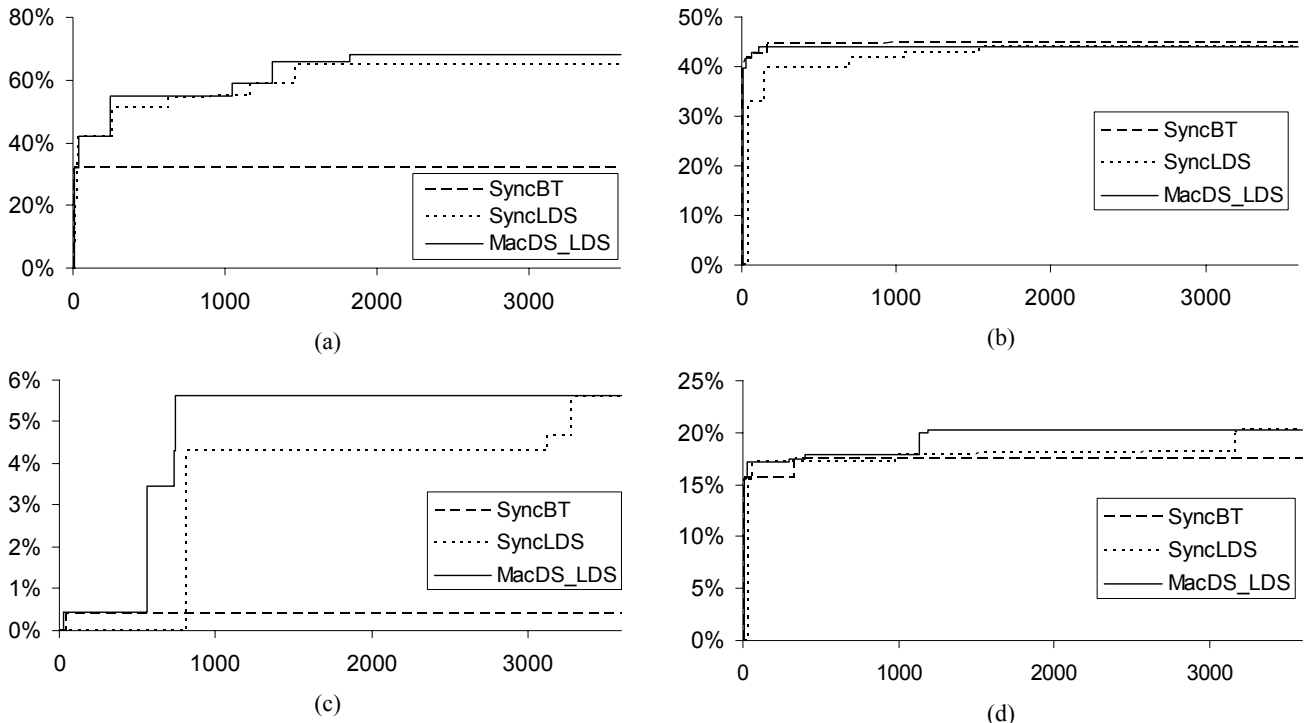 80%
60%
40%
20%
0%
0 1000 2000 3000
SyncBT
SyncLDS
MacDS_LDS
(a)
50%
40%
30%
20%
10%
0%
0 1000 2000 3000
SyncBT
SyncLDS
MacDS_LDS
(b)
6%
5%
4%
3%
2%
1%
0%
0 1000 2000 3000
SyncBT
SyncLDS
MacDS_LDS
(c)
25%
20%
15%
10%
5%
0%
0 1000 2000 3000
SyncBT
SyncLDS
MacDS_LDS
(d)